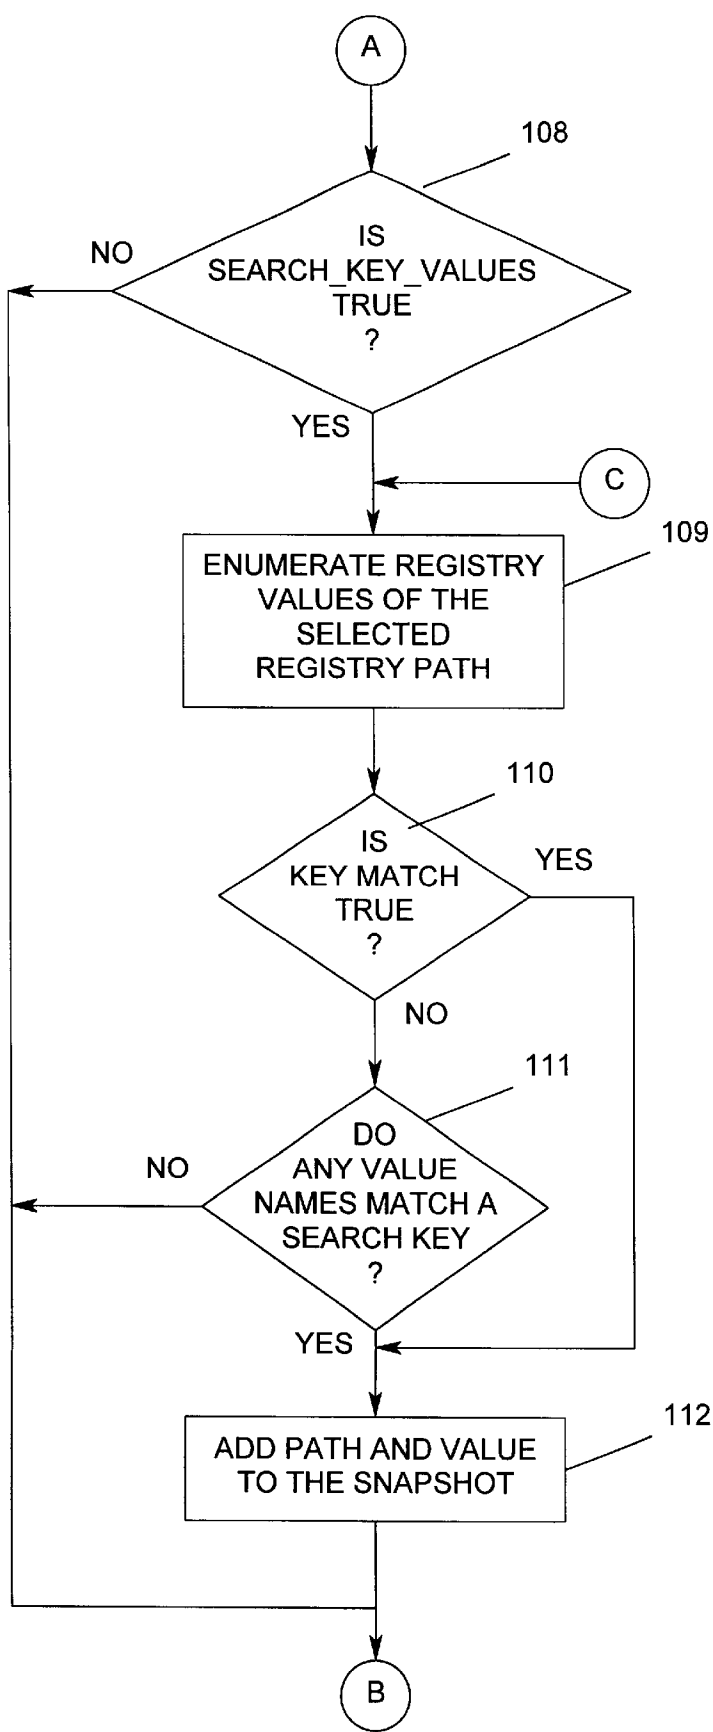 A
108
IS
SEARCH_KEY_VALUES
TRUE
?
NO
YES
C
109
ENUMERATE REGISTRY
VALUES OF THE
SELECTED
REGISTRY PATH
110
IS
KEY MATCH
TRUE
?
YES
NO
111
DO
ANY VALUE
NAMES MATCH A
SEARCH KEY
?
NO
YES
112
ADD PATH AND VALUE
TO THE SNAPSHOT
B